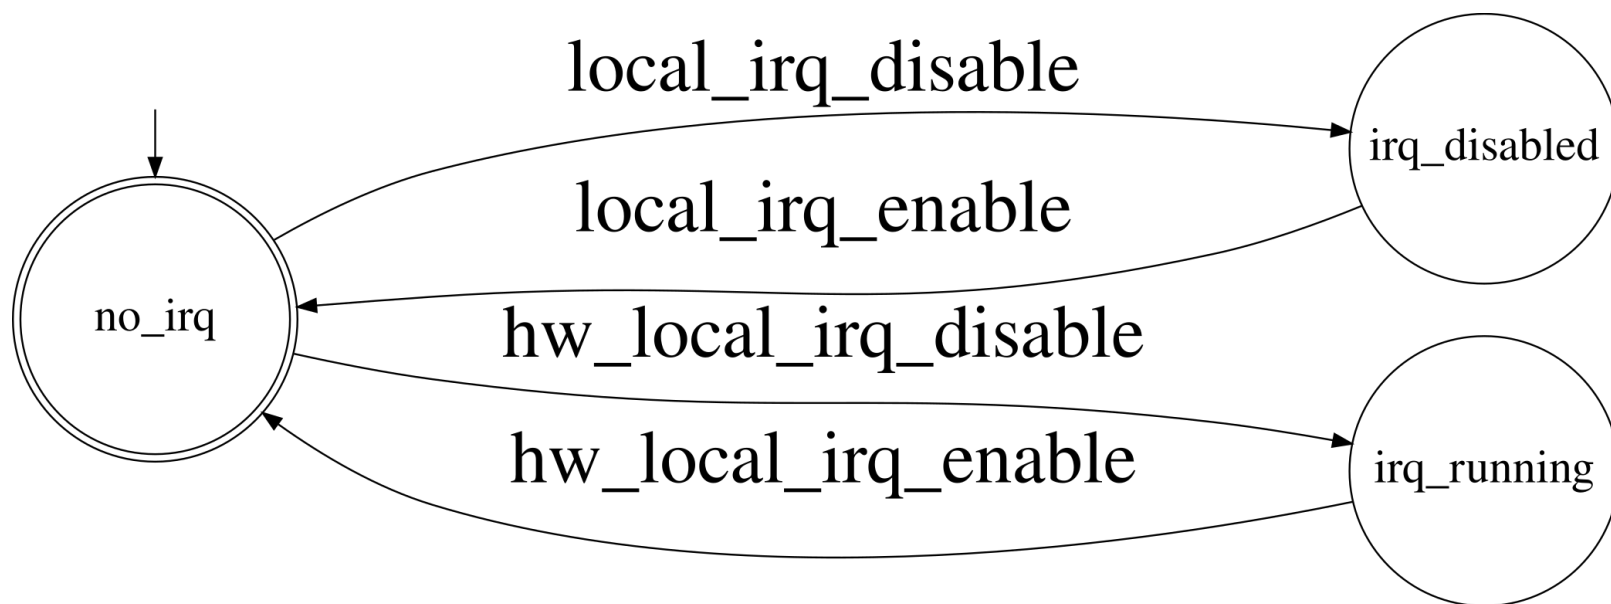 local_irq_disable
irq_disabled
local_irq_enable
no_irq
hw_local_irq_disable
hw_local_irq_enable
irq_running